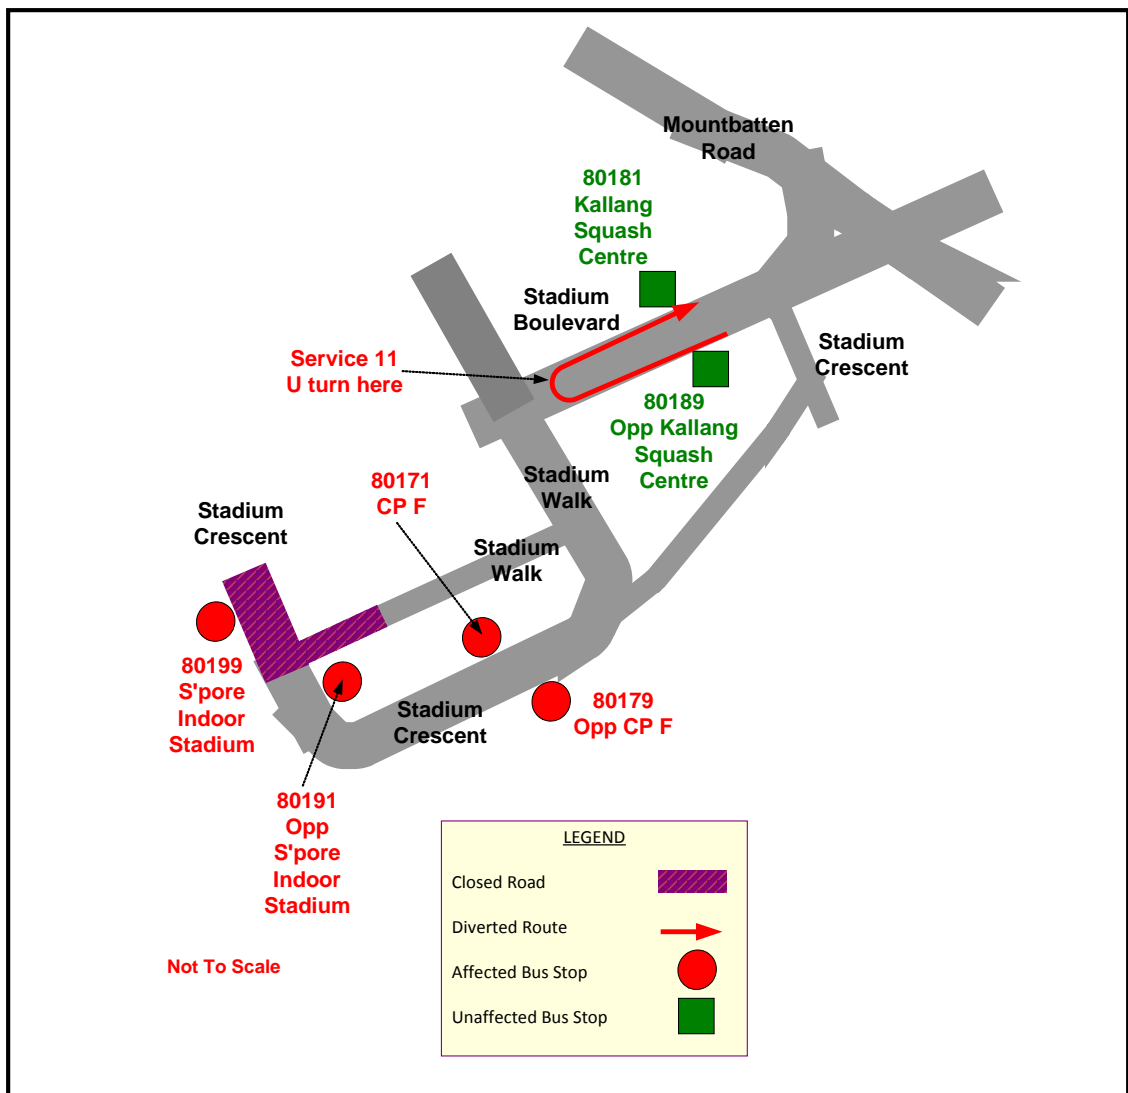 Mountbatten
Road
80181
Kallang
Squash
Centre
Stadium
Boulevard
Stadium
Crescent
Service 11
U turn here
80189
Opp Kallang
Squash
Centre
80171
CP F
Stadium
Walk
Stadium
Crescent
Stadium
Walk
80199
S'pore
Indoor
Stadium
Stadium
Crescent
80179
Opp CP F
80191
Opp
S'pore
Indoor
Stadium
LEGEND
Closed Road
Diverted Route
Affected Bus Stop
Unaffected Bus Stop
Not To Scale